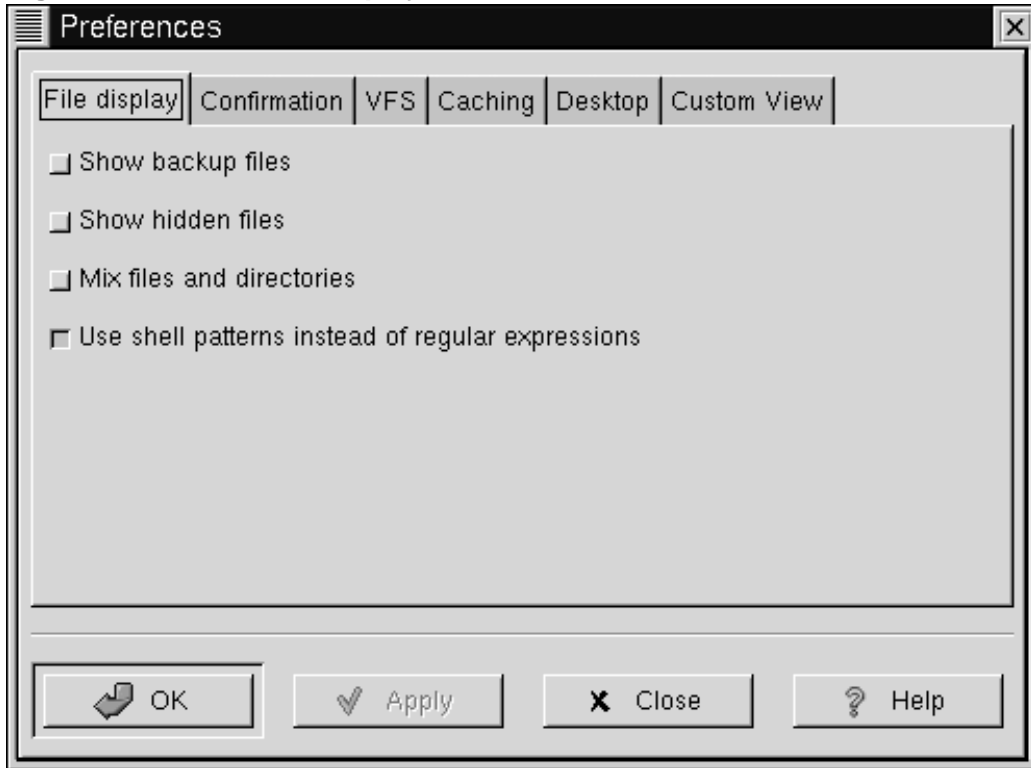 Preferences
File display Confirmation VFS Caching Desktop Custom View
Show backup files
Show hidden files
Mix files and directories
Use shell patterns instead of regular expressions
OK Apply Close Help